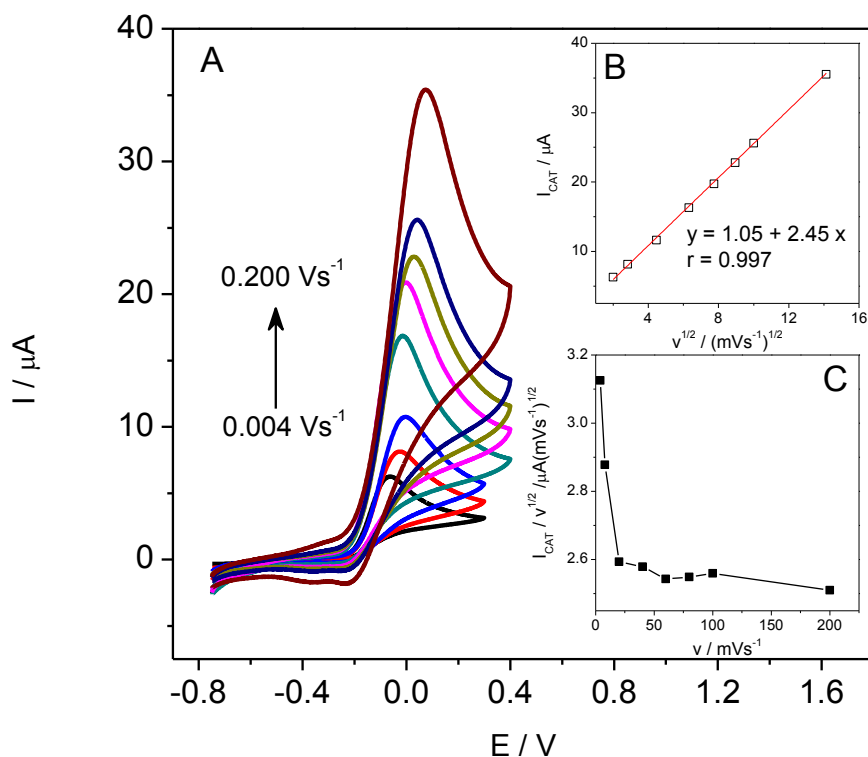 A
40
30
20
10
0
I / μA
0.200 Vs⁻¹
0.004 Vs⁻¹
-0.8
-0.4
0.0
0.4
0.8
1.2
1.6
E / V
B
40
30
20
10
I_CAT / μA
y = 1.05 + 2.45 x
r = 0.997
4
8
12
16
v^1/2 / (mVs⁻¹)^1/2
C
3.2
3.0
2.8
2.6
2.4
I_CAT / v^1/2 /μA(mVs⁻¹)^1/2
0
50
100
150
200
v / mVs⁻¹